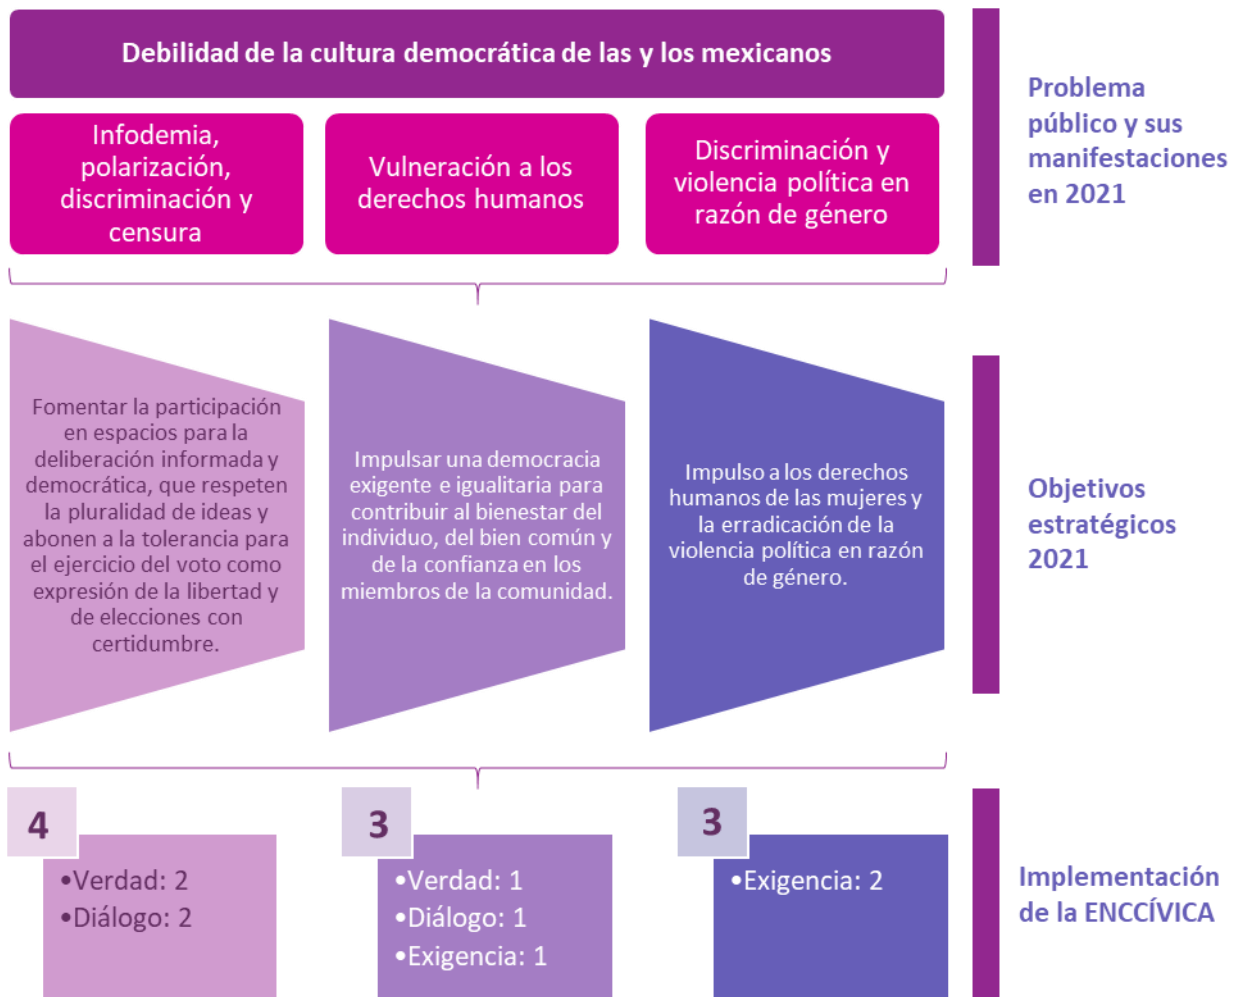 Debilidad de la cultura democrática de las y los mexicanos
Infodemia,
polarización,
discriminación y
censura
Vulneración a los
derechos humanos
Discriminación y
violencia política en
razón de género
Problema
público y sus
manifestaciones
en 2021
Fomentar la participación
en espacios para la
deliberación informada y
democrática, que respeten
la pluralidad de ideas y
abonen a la tolerancia para
el ejercicio del voto como
expresión de la libertad y
de elecciones con
certidumbre.
Impulsar una democracia
exigente e igualitaria para
contribuir al bienestar del
individuo, del bien común y
de la confianza en los
miembros de la comunidad.
Impulso a los derechos
humanos de las mujeres y
la erradicación de la
violencia política en razón
de género.
Objetivos
estratégicos
2021
4
•Verdad: 2
•Diálogo: 2
3
•Verdad: 1
•Diálogo: 1
•Exigencia: 1
3
•Exigencia: 2
Implementación
de la ENCCÍVICA